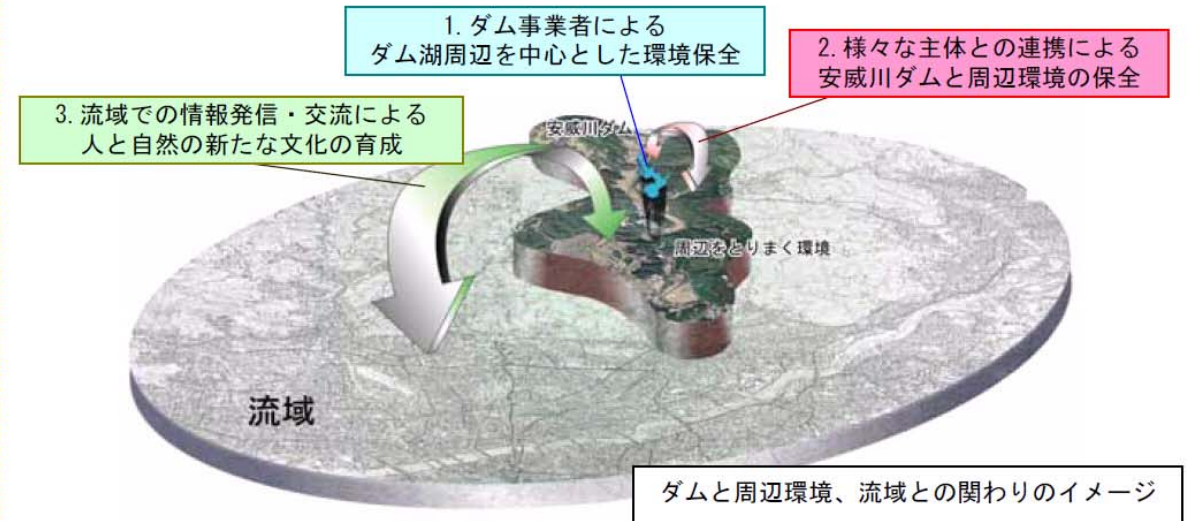 1. ダム事業者による
ダム湖周辺を中心とした環境保全
2. 様々な主体との連携による
安威川ダムと周辺環境の保全
3. 流域での情報発信・交流による
人と自然の新たな文化の育成
安威川ダム
周辺をとりまく環境
流域
ダムと周辺環境、流域との関わりのイメージ